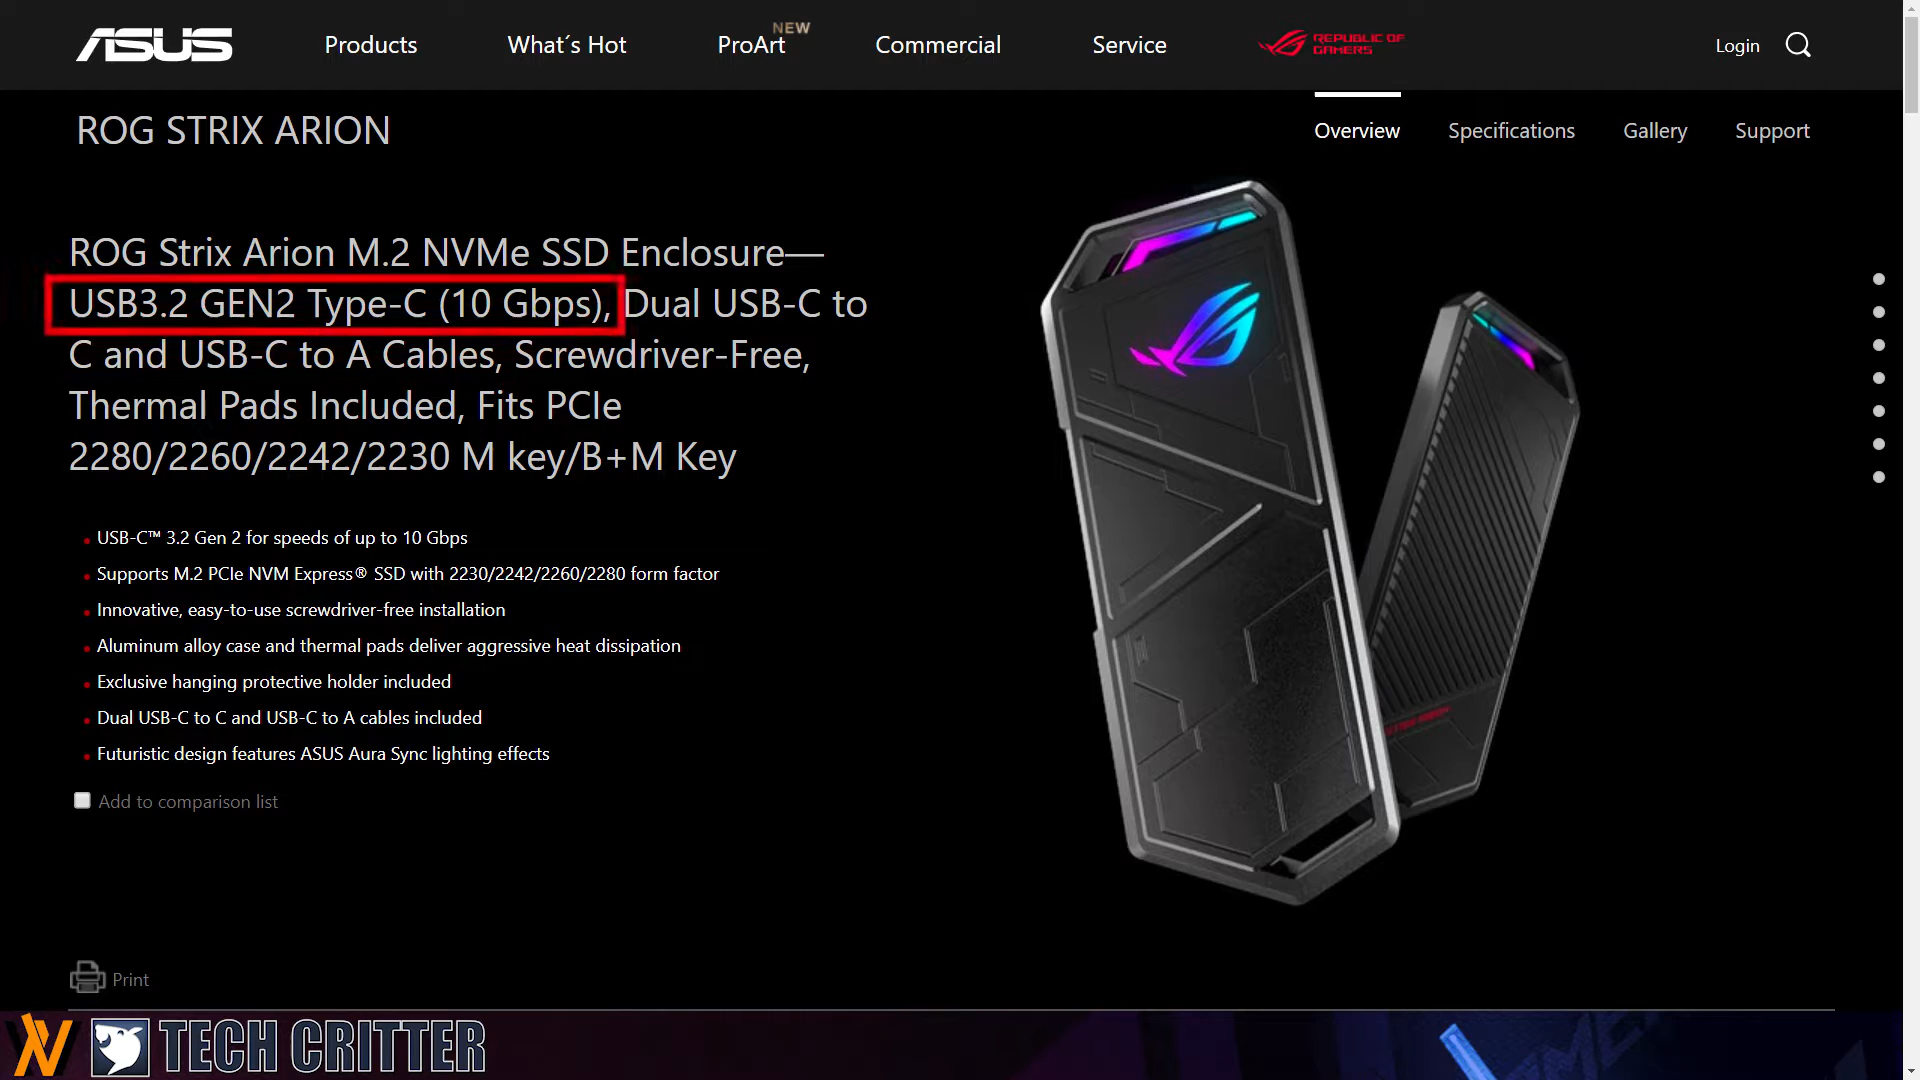 ASUS
Products
What´s Hot
ProArt
NEW
Commercial
Service
REPUBLIC OF
GAMERS
Login
ROG STRIX ARION
Overview
Specifications
Gallery
Support
ROG Strix Arion M.2 NVMe SSD Enclosure—
USB3.2 GEN2 Type-C (10 Gbps), Dual USB-C to
C and USB-C to A Cables, Screwdriver-Free,
Thermal Pads Included, Fits PCIe
2280/2260/2242/2230 M key/B+M Key
USB-C™ 3.2 Gen 2 for speeds of up to 10 Gbps
Supports M.2 PCIe NVM Express® SSD with 2230/2242/2260/2280 form factor
Innovative, easy-to-use screwdriver-free installation
Aluminum alloy case and thermal pads deliver aggressive heat dissipation
Exclusive hanging protective holder included
Dual USB-C to C and USB-C to A cables included
Futuristic design features ASUS Aura Sync lighting effects
Add to comparison list
Print
TECH CRITTER